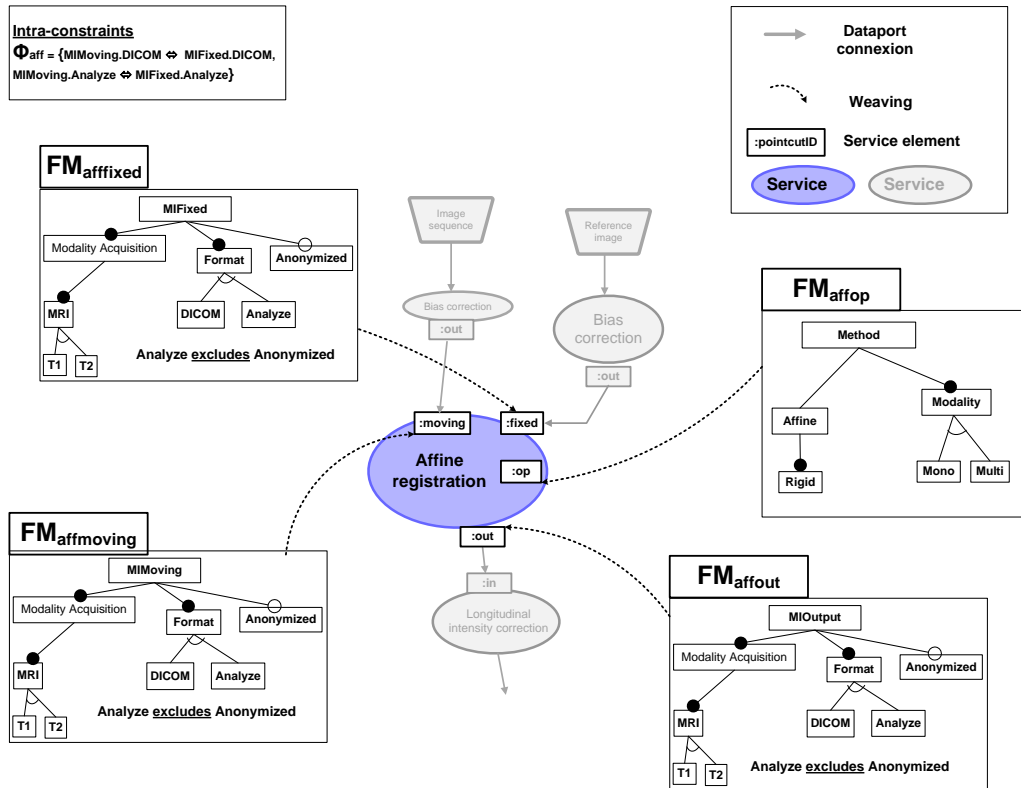 Intra-constraints
Φaff = {MIMoving.DICOM ⇔ MIFixed.DICOM,
MIMoving.Analyze ⇔ MIFixed.Analyze}
Dataport
connexion
Weaving
:pointcutID
Service element
Service
Service
FMafffixed
MIFixed
Modality Acquisition
Format
Anonymized
MRI
DICOM
Analyze
T1
T2
Analyze excludes Anonymized
Image
sequence
Reference
image
Bias correction
:out
Bias
correction
:out
FMaffop
Method
Affine
Modality
Rigid
Mono
Multi
:moving
:fixed
Affine
registration
:op
:out
:in
Longitudinal
intensity correction
FMaffmoving
MIMoving
Modality Acquisition
Format
Anonymized
MRI
DICOM
Analyze
T1
T2
Analyze excludes Anonymized
FMaffout
MIOutput
Modality Acquisition
Format
Anonymized
MRI
DICOM
Analyze
T1
T2
Analyze excludes Anonymized